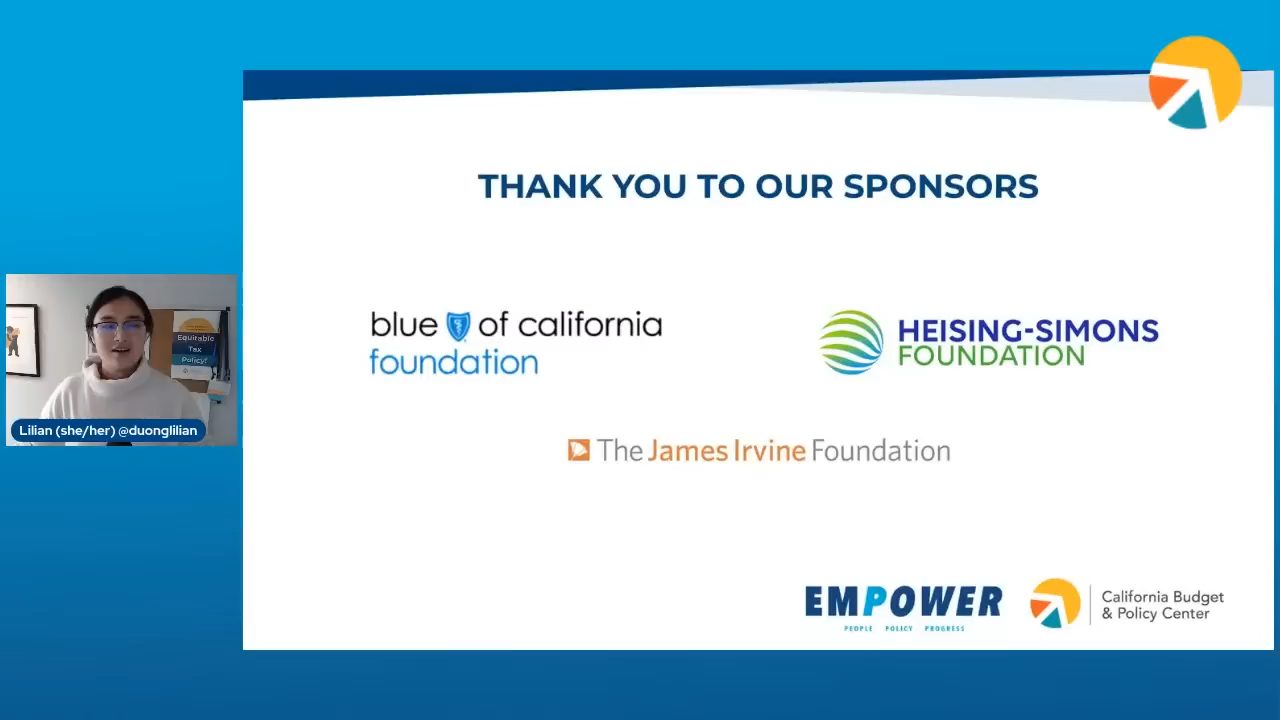 THANK YOU TO OUR SPONSORS
blue of california
foundation
HEISING-SIMONS
FOUNDATION
The James Irvine Foundation
Equitable
Tax
Policy!
Lilian (she/her) @duonglilian
EMPOWER
PEOPLE POLICY PROGRESS
California Budget
& Policy Center